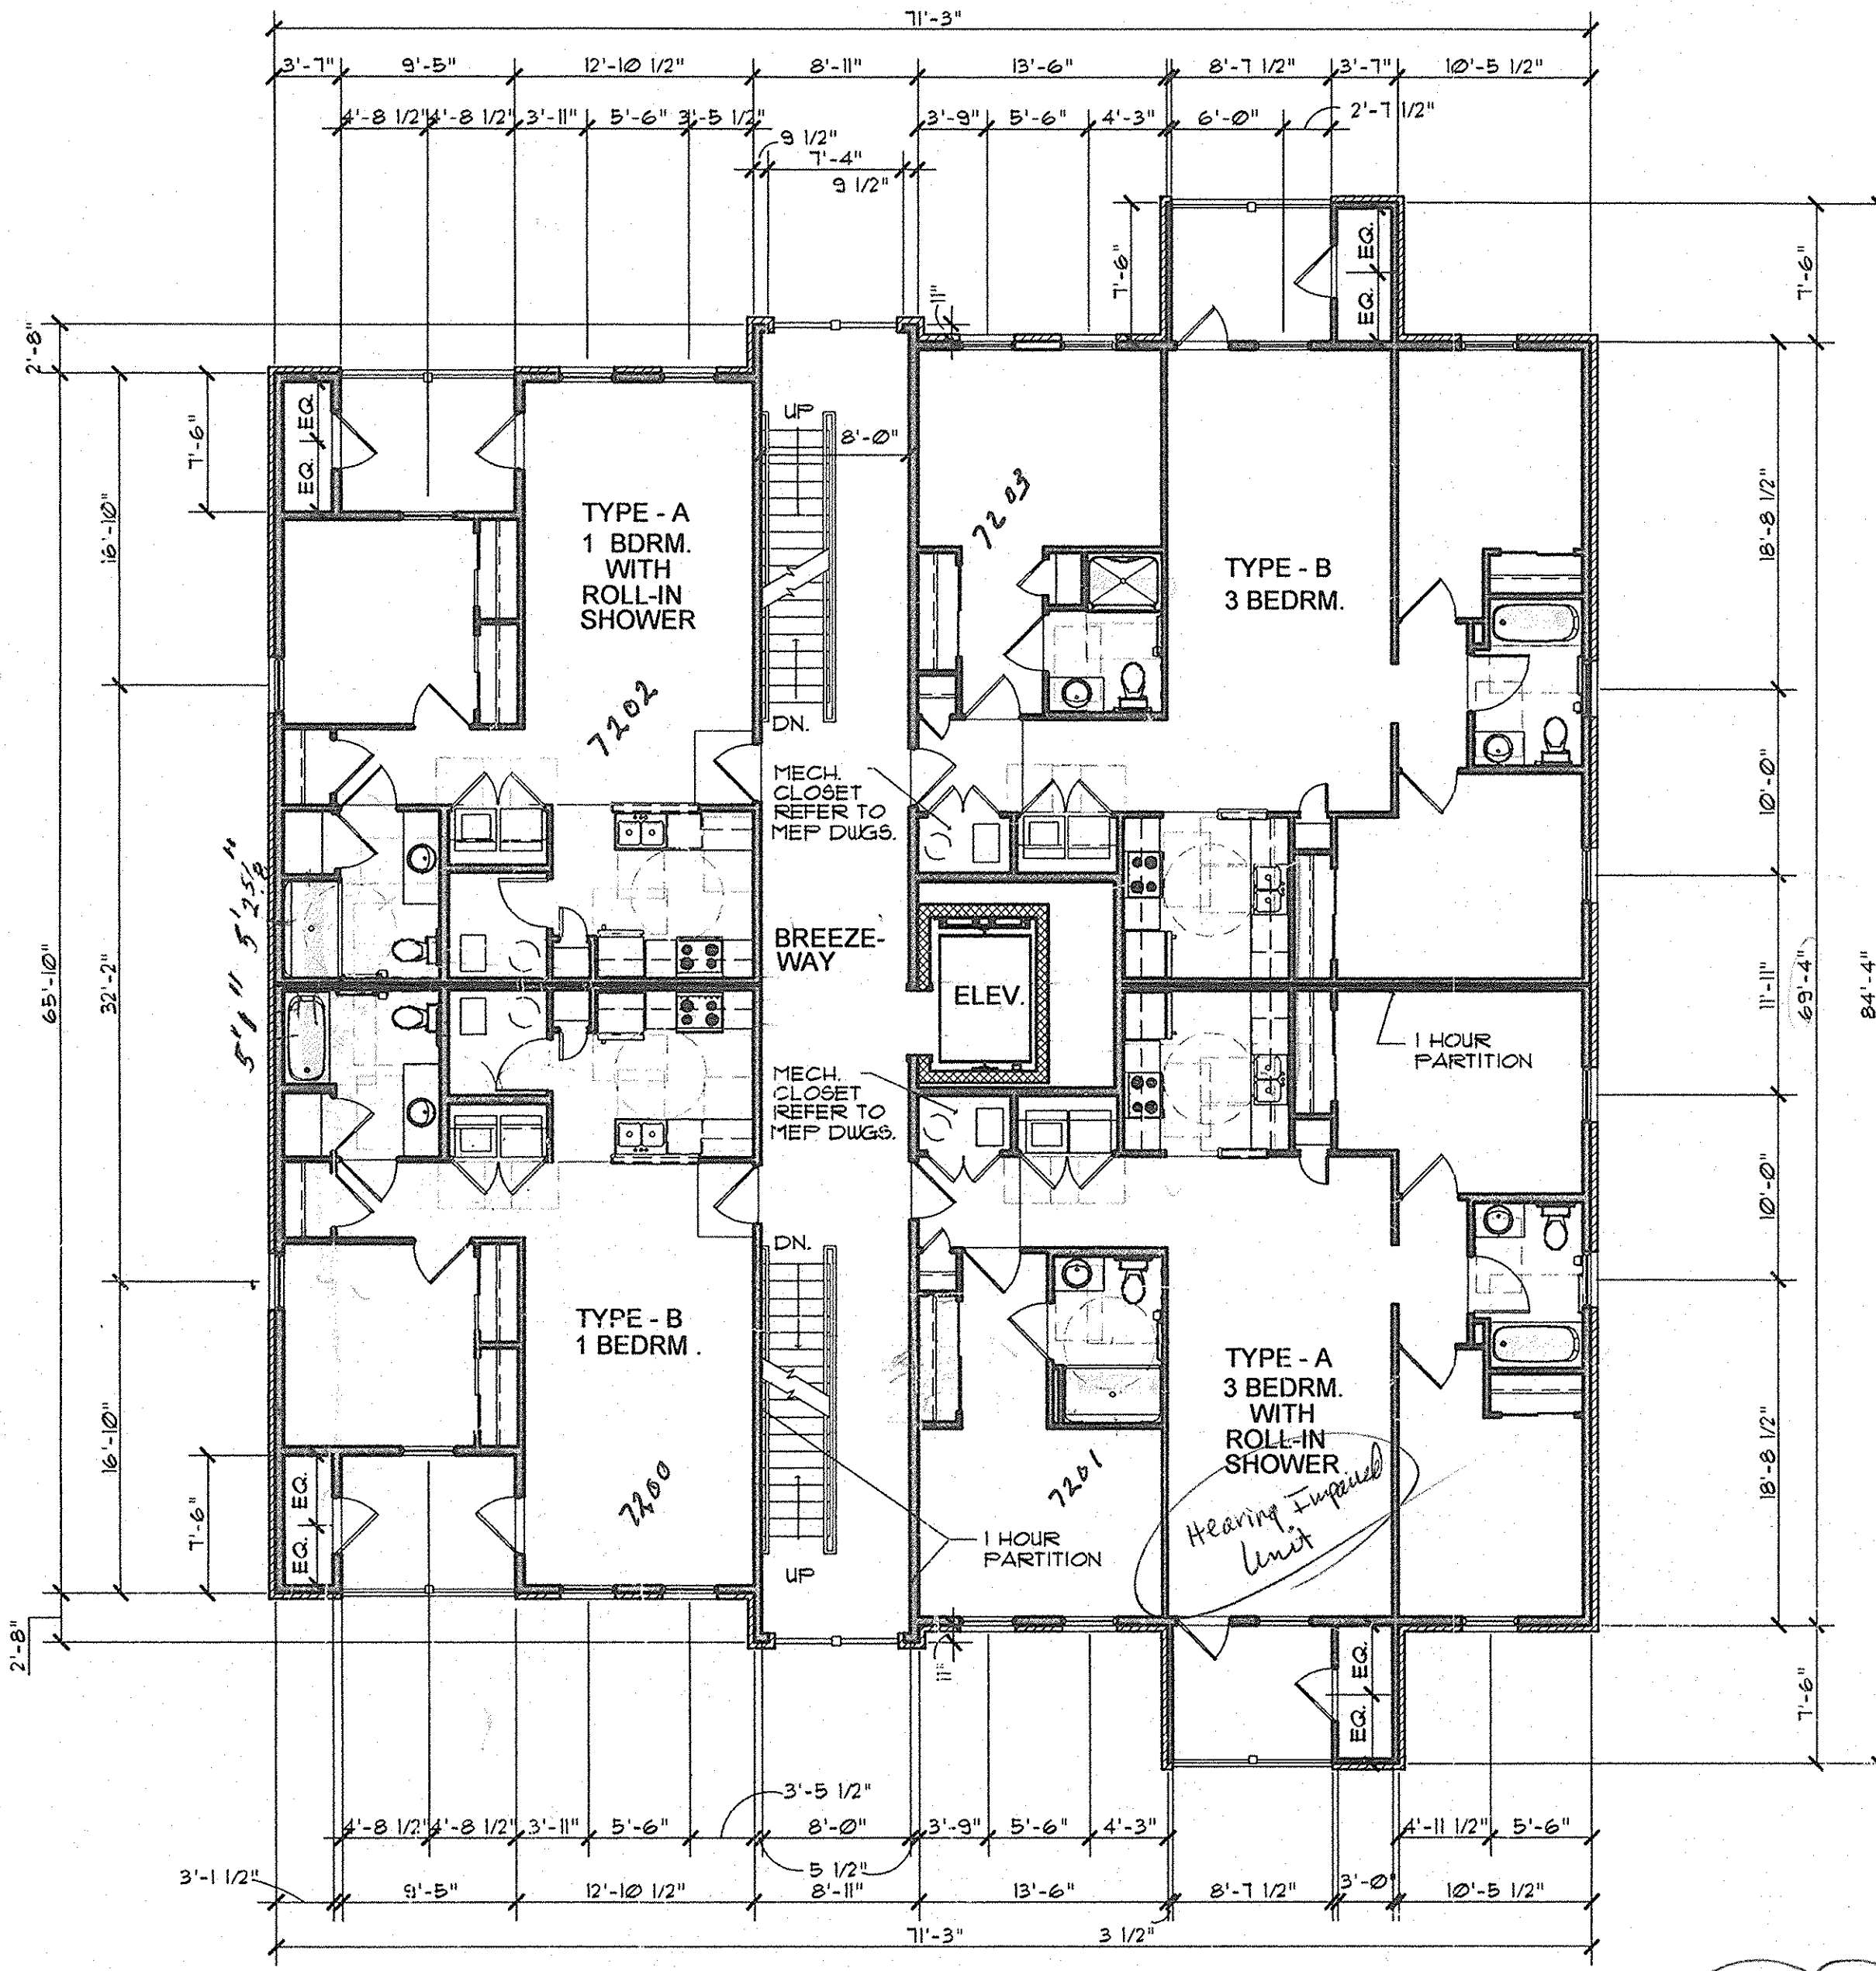 71'-3"
3'-7" 9'-5" 12'-10 1/2" 8'-11" 13'-6" 8'-7 1/2" 3'-7" 10'-5 1/2"
4'-8 1/2" 4'-8 1/2" 3'-11" 5'-6" 3'-5 1/2" 3'-9" 5'-6" 4'-3" 6'-0" 2'-7 1/2"
9 1/2"
7'-4"
9 1/2"
2'-8"
65'-10"
16'-10"
32'-2"
16'-10"
2'-8"
7'-6"
7'-6"
EQ. EQ.
EQ. EQ.
TYPE - A
1 BDRM.
WITH
ROLL-IN
SHOWER
7202
UP
8'-0"
DN.
MECH.
CLOSET
REFER TO
MEP DWGS.
BREEZE-
WAY
ELEV.
MECH.
CLOSET
REFER TO
MEP DWGS.
DN.
UP
TYPE - B
1 BEDRM.
7200
11"
7'-6"
EQ. EQ.
7203
TYPE - B
3 BEDRM.
1 HOUR
PARTITION
TYPE - A
3 BEDRM.
WITH
ROLL-IN
SHOWER
7201
Hearing Impaired
Unit
1 HOUR
PARTITION
11"
EQ. EQ.
7'-6"
18'-8 1/2"
10'-0"
11'-11"
10'-0"
18'-8 1/2"
69'-4"
84'-4"
7'-6"
3'-5 1/2"
4'-8 1/2" 4'-8 1/2" 3'-11" 5'-6" 8'-0" 3'-9" 5'-6" 4'-3" 4'-11 1/2" 5'-6"
3'-1 1/2" 5 1/2"
9'-5" 12'-10 1/2" 8'-11" 13'-6" 8'-7 1/2" 3'-0" 10'-5 1/2"
71'-3" 3 1/2"